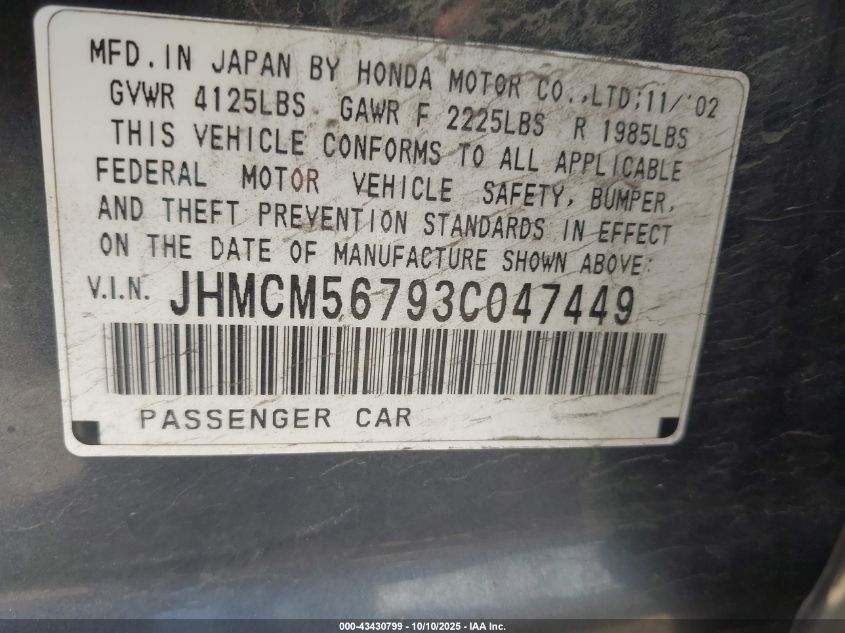 MFD. IN JAPAN BY HONDA MOTOR CO.,LTD;11/'02
GVWR 4125LBS GAWR F 2225LBS R 1985LBS
THIS VEHICLE CONFORMS TO ALL APPLICABLE
FEDERAL MOTOR VEHICLE SAFETY, BUMPER,
AND THEFT PREVENTION STANDARDS IN EFFECT
ON THE DATE OF MANUFACTURE SHOWN ABOVE:
V.I.N. JHMCM56793C047449
PASSENGER CAR
000-43430799 - 10/10/2025 - IAA Inc.